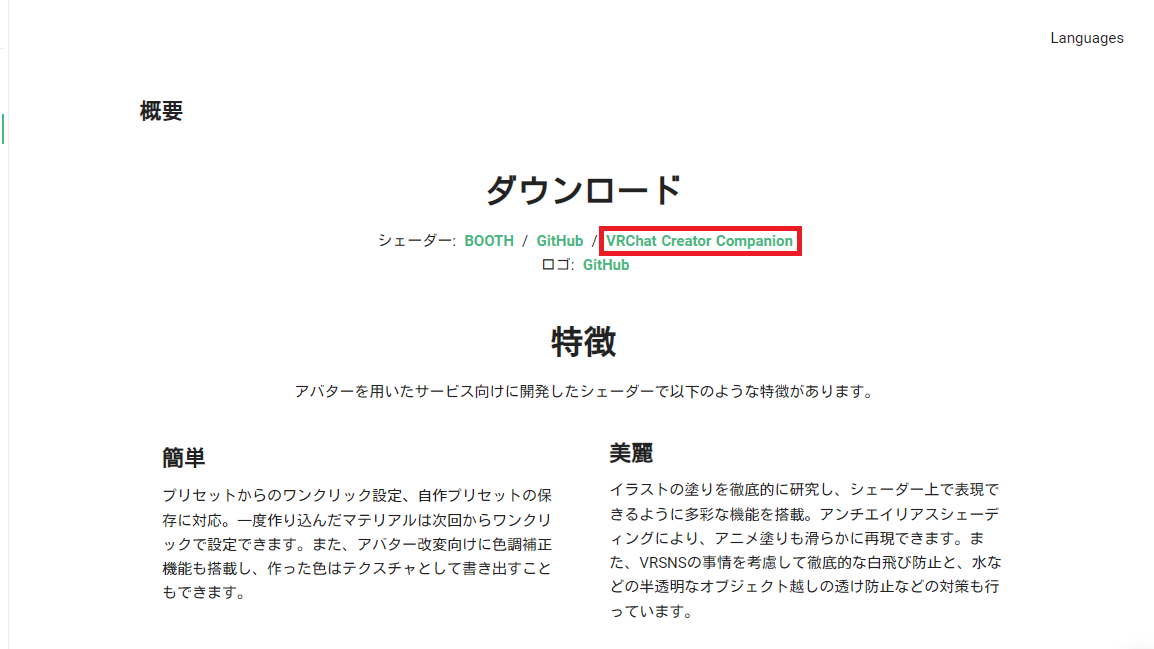 Languages
概要
ダウンロード
シェーダー: BOOTH / GitHub / VRChat Creator Companion
ロゴ: GitHub
特徴
アバターを用いたサービス向けに開発したシェーダーで以下のような特徴があります。
簡単
プリセットからのワンクリック設定、自作プリセットの保
存に対応。一度作り込んだマテリアルは次回からワンクリ
ックで設定できます。また、アバター改変向けに色調補正
機能も搭載し、作った色はテクスチャとして書き出すこと
もできます。
美麗
イラストの塗りを徹底的に研究し、シェーダー上で表現で
きるように多彩な機能を搭載。アンチエイリアスシェーデ
ィングにより、アニメ塗りも滑らかに再現できます。ま
た、VRSNSの事情を考慮して徹底的な白飛び防止と、水な
どの半透明なオブジェクト越しの透け防止などの対策も行
っています。